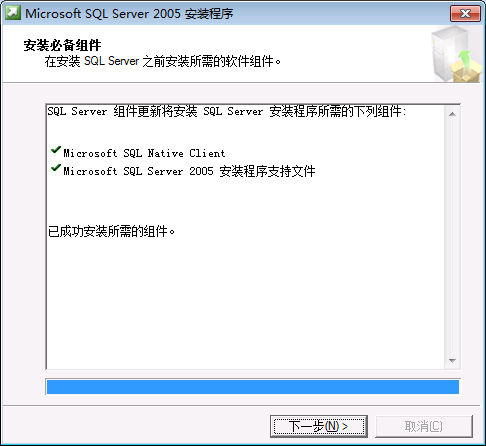 Microsoft SQL Server 2005 安装程序
安装必备组件
在安装 SQL Server 之前安装所需的软件组件。
SQL Server 组件更新将安装 SQL Server 安装程序所需的下列组件:
Microsoft SQL Native Client
Microsoft SQL Server 2005 安装程序支持文件
已成功安装所需的组件。
下一步(N) >
取消(C)